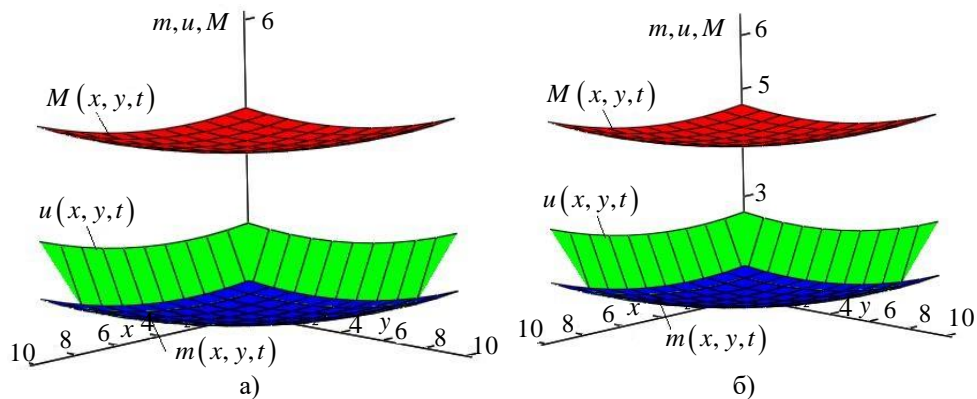 m, u, M
6
M(x, y, t)
u(x, y, t)
10 8 6 x 4
4 y 6 8 10
m(x, y, t)
а)
m, u, M
6
5
M(x, y, t)
3
u(x, y, t)
10 8 6 x 4
4 y 6 8 10
m(x, y, t)
б)